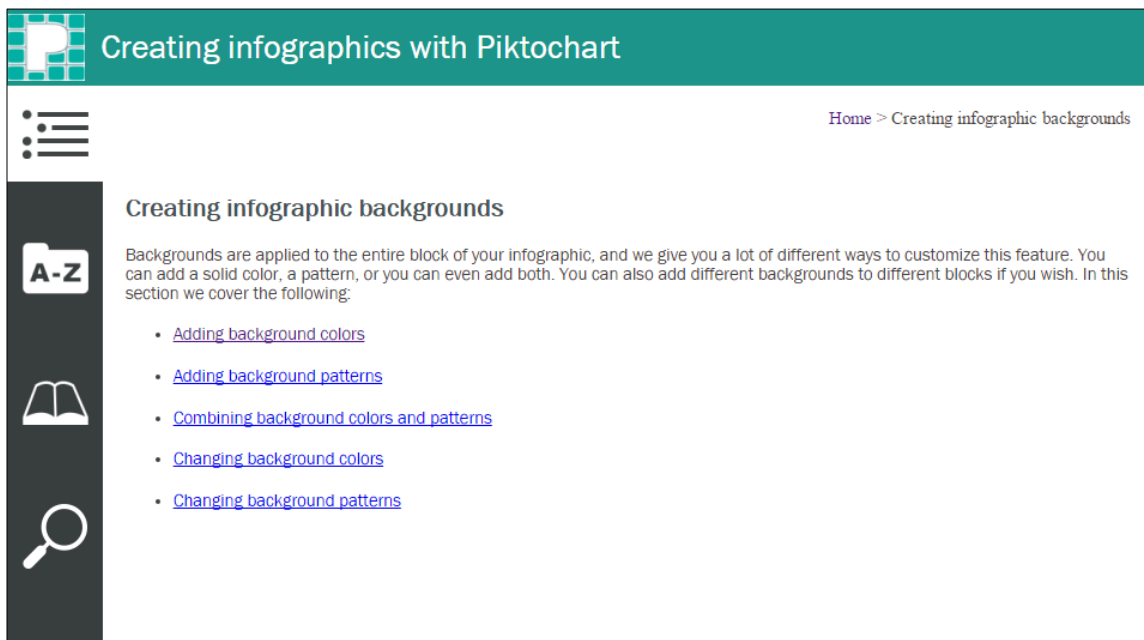 P
Creating infographics with Piktochart
Home > Creating infographic backgrounds
A-Z
Creating infographic backgrounds
Backgrounds are applied to the entire block of your infographic, and we give you a lot of different ways to customize this feature. You
can add a solid color, a pattern, or you can even add both. You can also add different backgrounds to different blocks if you wish. In this
section we cover the following:
• Adding background colors
• Adding background patterns
• Combining background colors and patterns
• Changing background colors
• Changing background patterns